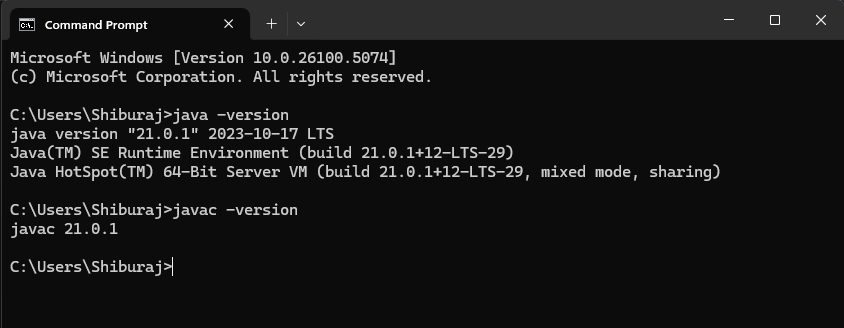 Command Prompt
Microsoft Windows [Version 10.0.26100.5074]
(c) Microsoft Corporation. All rights reserved.
C:\Users\Shiburaj>java -version
java version "21.0.1" 2023-10-17 LTS
Java(TM) SE Runtime Environment (build 21.0.1+12-LTS-29)
Java HotSpot(TM) 64-Bit Server VM (build 21.0.1+12-LTS-29, mixed mode, sharing)
C:\Users\Shiburaj>javac -version
javac 21.0.1
C:\Users\Shiburaj>